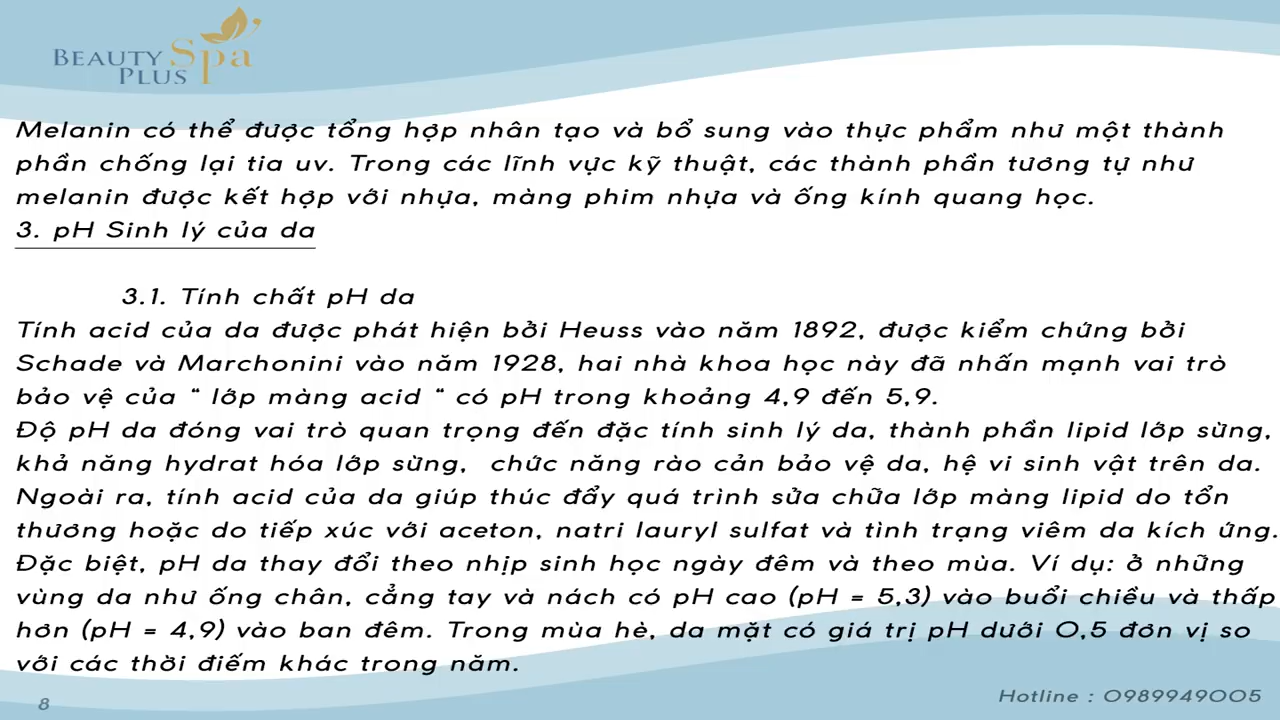 BEAUTY Spa
PLUS
Melanin có thể được tổng hợp nhân tạo và bổ sung vào thực phẩm như một thành
phần chống lại tia uv. Trong các lĩnh vực kỹ thuật, các thành phần tương tự như
melanin được kết hợp với nhựa, màng phim nhựa và ống kính quang học.
3. pH Sinh lý của da
3.1. Tính chất pH da
Tính acid của da được phát hiện bởi Heuss vào năm 1892, được kiểm chứng bởi
Schade và Marchonini vào năm 1928, hai nhà khoa học này đã nhấn mạnh vai trò
bảo vệ của “ lớp màng acid “ có pH trong khoảng 4,9 đến 5,9.
Độ pH da đóng vai trò quan trọng đến đặc tính sinh lý da, thành phần lipid lớp sừng,
khả năng hydrat hóa lớp sừng,  chức năng rào cản bảo vệ da, hệ vi sinh vật trên da.
Ngoài ra, tính acid của da giúp thúc đẩy quá trình sửa chữa lớp màng lipid do tổn
thương hoặc do tiếp xúc với aceton, natri lauryl sulfat và tình trạng viêm da kích ứng.
Đặc biệt, pH da thay đổi theo nhịp sinh học ngày đêm và theo mùa. Ví dụ: ở những
vùng da như ống chân, cẳng tay và nách có pH cao (pH = 5,3) vào buổi chiều và thấp
hơn (pH = 4,9) vào ban đêm. Trong mùa hè, da mặt có giá trị pH dưới 0,5 đơn vị so
với các thời điếm khác trong năm.
8
Hotline : 0989949005